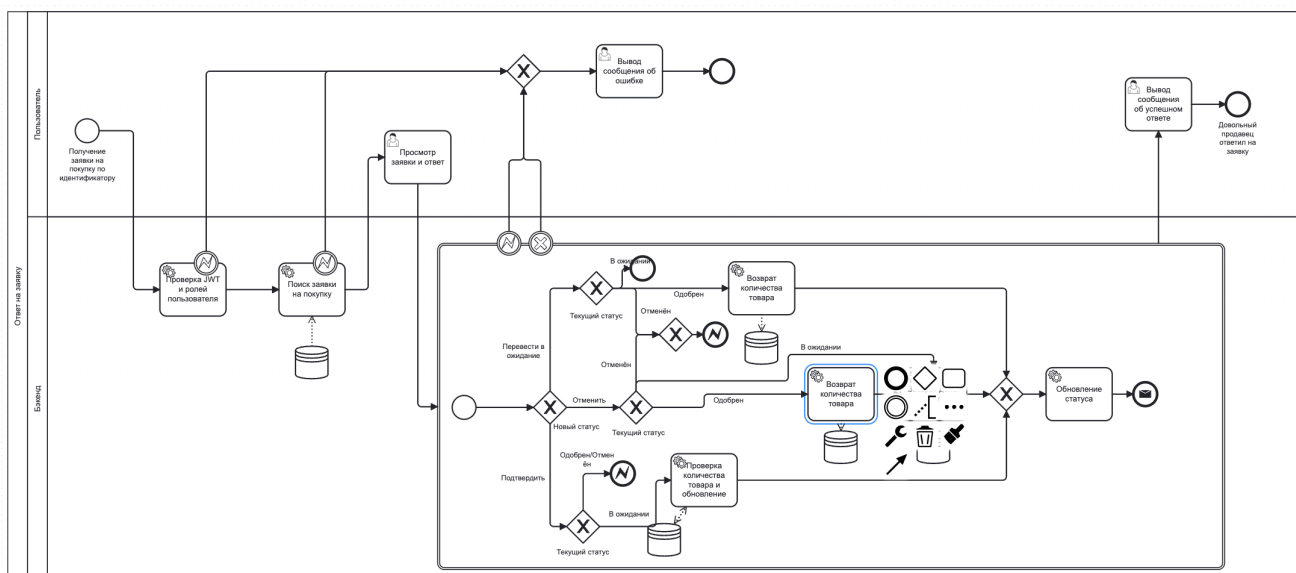 Ответ на заявку
Пользователь
Бэкенд
Получение
заявки на
покупку по
идентификатору
Проверка JWT
и ролей
пользователя
Поиск заявки
на покупку
Просмотр
заявки и ответ
Вывод
сообщения об
ошибке
Вывод
сообщения
об успешном
ответе
Довольный
продавец
ответил на
заявку
В ожидании
Текущий статус
Одобрен
Возврат
количества
товара
Отменён
Перевести в
ожидание
Отменён
В ожидании
Новый статус
Отменить
Текущий статус
Одобрен
Возврат
количества
товара
Обновление
статуса
Подтвердить
Одобрен/Отмен
ён
Текущий статус
В ожидании
Проверка
количества
товара и
обновление